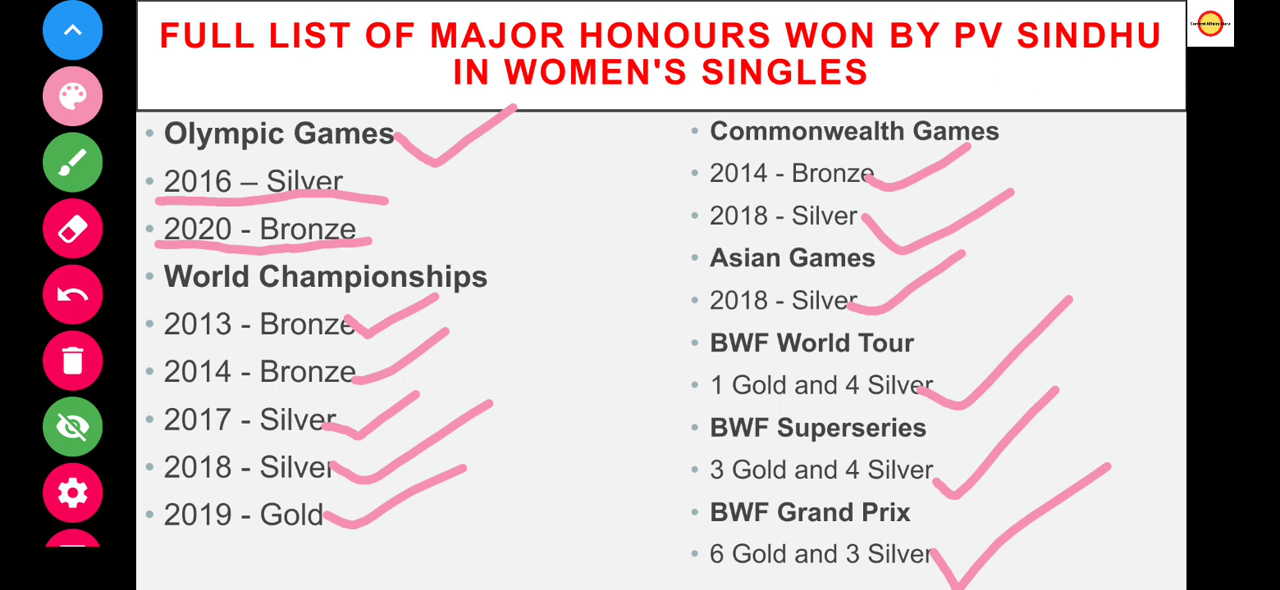 FULL LIST OF MAJOR HONOURS WON BY PV SINDHU
IN WOMEN'S SINGLES
• Olympic Games
• 2016 – Silver
• 2020 - Bronze
• World Championships
• 2013 - Bronze
• 2014 - Bronze
• 2017 - Silver
• 2018 - Silver
• 2019 - Gold
• Commonwealth Games
• 2014 - Bronze
• 2018 - Silver
• Asian Games
• 2018 - Silver
• BWF World Tour
• 1 Gold and 4 Silver
• BWF Superseries
• 3 Gold and 4 Silver
• BWF Grand Prix
• 6 Gold and 3 Silver